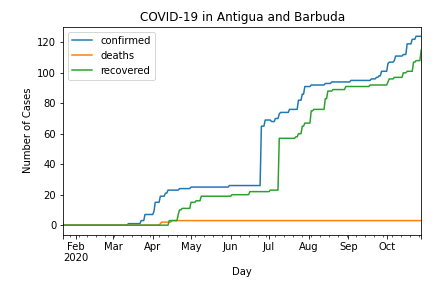 COVID-19 in Antigua and Barbuda
confirmed
deaths
recovered
Number of Cases
120
100
80
60
40
20
0
Feb Mar Apr May Jun Jul Aug Sep Oct
2020
Day